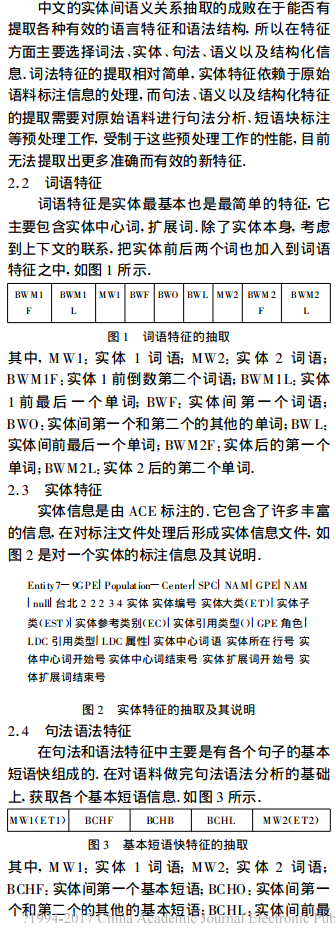 中文的实体间语义关系抽取的成败在于能否有
提取各种有效的语言特征和语法结构, 所以在特征
方面主要选择词法、实体、句法、语义以及结构化信
息. 词法特征的提取相对简单, 实体特征依赖于原始
语料标注信息的处理, 而句法、语义以及结构化特征
的提取需要对原始语料进行句法分析、短语块标注
等预处理工作, 受制于这些预处理工作的性能, 目前
无法提取出更多准确而有效的新特征.
2.2 词语特征
词语特征是实体最基本也是最简单的特征, 它
主要包含实体中心词, 扩展词. 除了实体本身, 考虑
到上下文的联系, 把实体前后两个词也加入到词语
特征之中, 如图 1 所示.
BWM1F BWM1L MW1 BWF BWO BWL MW2 BWM2F BWM2L
图 1 词语特征的抽取
其中, MW1: 实体 1 词语; MW2: 实体 2 词语;
BWM1F: 实体 1 前倒数第二个词语; BWM1L: 实体
1 前最后一个单词; BWF: 实体间第一个词语;
BWO: 实体间第一个和第二个的其他的单词; BWL:
实体间前最后一个单词; BWM2F: 实体后的第一个
单词; BWM2L: 实体 2 后的第二个单词.
2.3 实体特征
实体信息是由 ACE 标注的. 它包含了许多丰富
的信息, 在对标注文件处理后形成实体信息文件, 如
图 2 是对一个实体的标注信息及其说明.
Entity7—9GPE| Population—Center| SPC| NAM| GPE| NAM
| null| 台北 2 2 2 3 4 实体 实体编号 实体大类(ET)| 实体子
类(EST)| 实体参考类别(EC)| 实体引用类型()| GPE 角色|
LDC 引用类型| LDC 属性| 实体中心词语 实体所在行号 实
体中心词开始号 实体中心词结束号 实体扩展词开始号 实
体扩展词结束号
图 2 实体特征的抽取及其说明
2.4 句法语法特征
在句法和语法特征中主要是有各个句子的基本
短语快组成的. 在对语料做完句法语法分析的基础
上, 获取各个基本短语信息. 如图 3 所示.
MW1(ET1) BCHF BCHB BCHL MW2(ET2)
图 3 基本短语快特征的抽取
其中, MW1: 实体 1 词语; MW2: 实体 2 词语;
BCHF: 实体间第一个基本短语; BCHO: 实体间第一
个和第二个的其他的基本短语; BCHL: 实体间前最
?1994-2017 China Academic Journal Electronic Pub